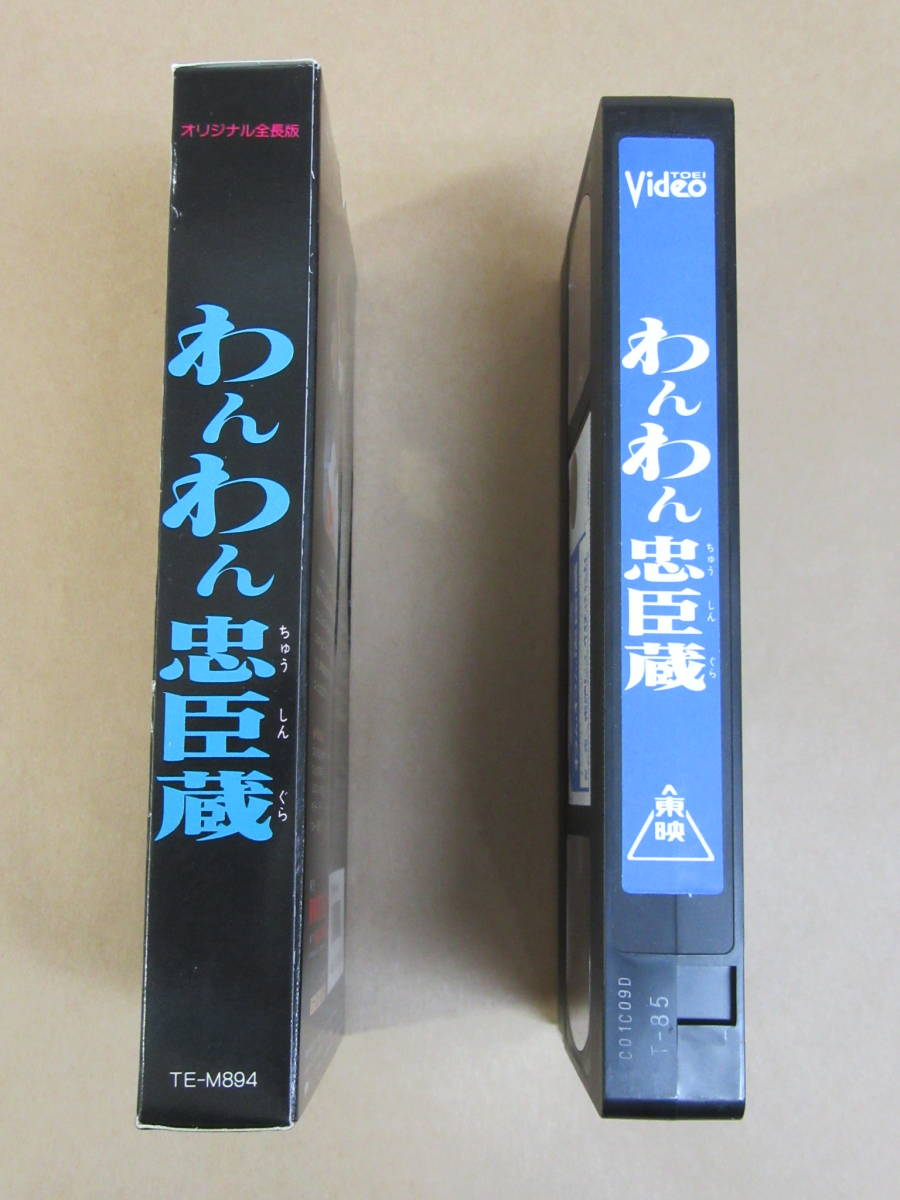 オリジナル全長版
わんわん忠臣蔵
ちゅう しん ぐら
TE-M894
TOEI
Video
わんわん忠臣蔵
ちゅう しん ぐら
東映
C01C09D
T-85